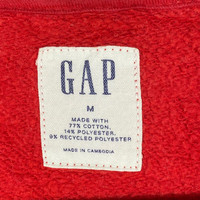 GAP
M
MADE WITH
77% COTTON,
14% POLYESTER,
9% RECYCLED POLYESTER
MADE IN CAMBODIA